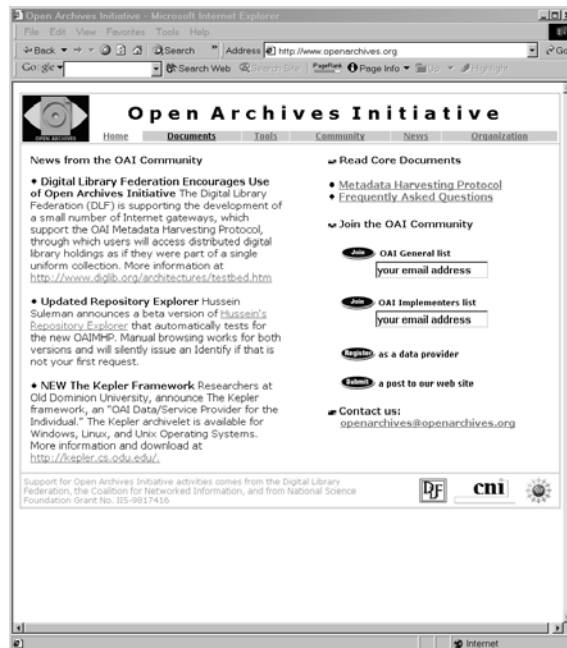 Open Archives Initiative - Microsoft Internet Explorer
File Edit View Favorites Tools Help
Back Search Address http://www.openarchives.org Go
Google Search Web Search Site PageRank Page Info Up Highlight
Open Archives Initiative
OPEN ARCHIVES
Home Documents Tools Community News Organization
News from the OAI Community
Digital Library Federation Encourages Use
of Open Archives Initiative The Digital Library
Federation (DLF) is supporting the development of
a small number of Internet gateways, which
support the OAI Metadata Harvesting Protocol,
through which users will access distributed digital
library holdings as if they were part of a single
uniform collection. More information at
http://www.diglib.org/architectures/testbed.htm
Updated Repository Explorer Hussein
Suleman announces a beta version of Hussein's
Repository Explorer that automatically tests for
the new OAIMHP. Manual browsing works for both
versions and will silently issue an Identify if that is
not your first request.
NEW The Kepler Framework Researchers at
Old Dominion University, announce The Kepler
framework, an "OAI Data/Service Provider for the
Individual." The Kepler archivelet is available for
Windows, Linux, and Unix Operating Systems.
More information and download at
http://kepler.cs.odu.edu/.
Read Core Documents
Metadata Harvesting Protocol
Frequently Asked Questions
Join the OAI Community
Join OAI General list
your email address
Join OAI Implementers list
your email address
Register as a data provider
Submit a post to our web site
Contact us:
openarchives@openarchives.org
Support for Open Archives Initiative activities comes from the Digital Library
Federation, the Coalition for Networked Information, and from National Science
Foundation Grant No. IIS-9817416
DLF cni
Internet